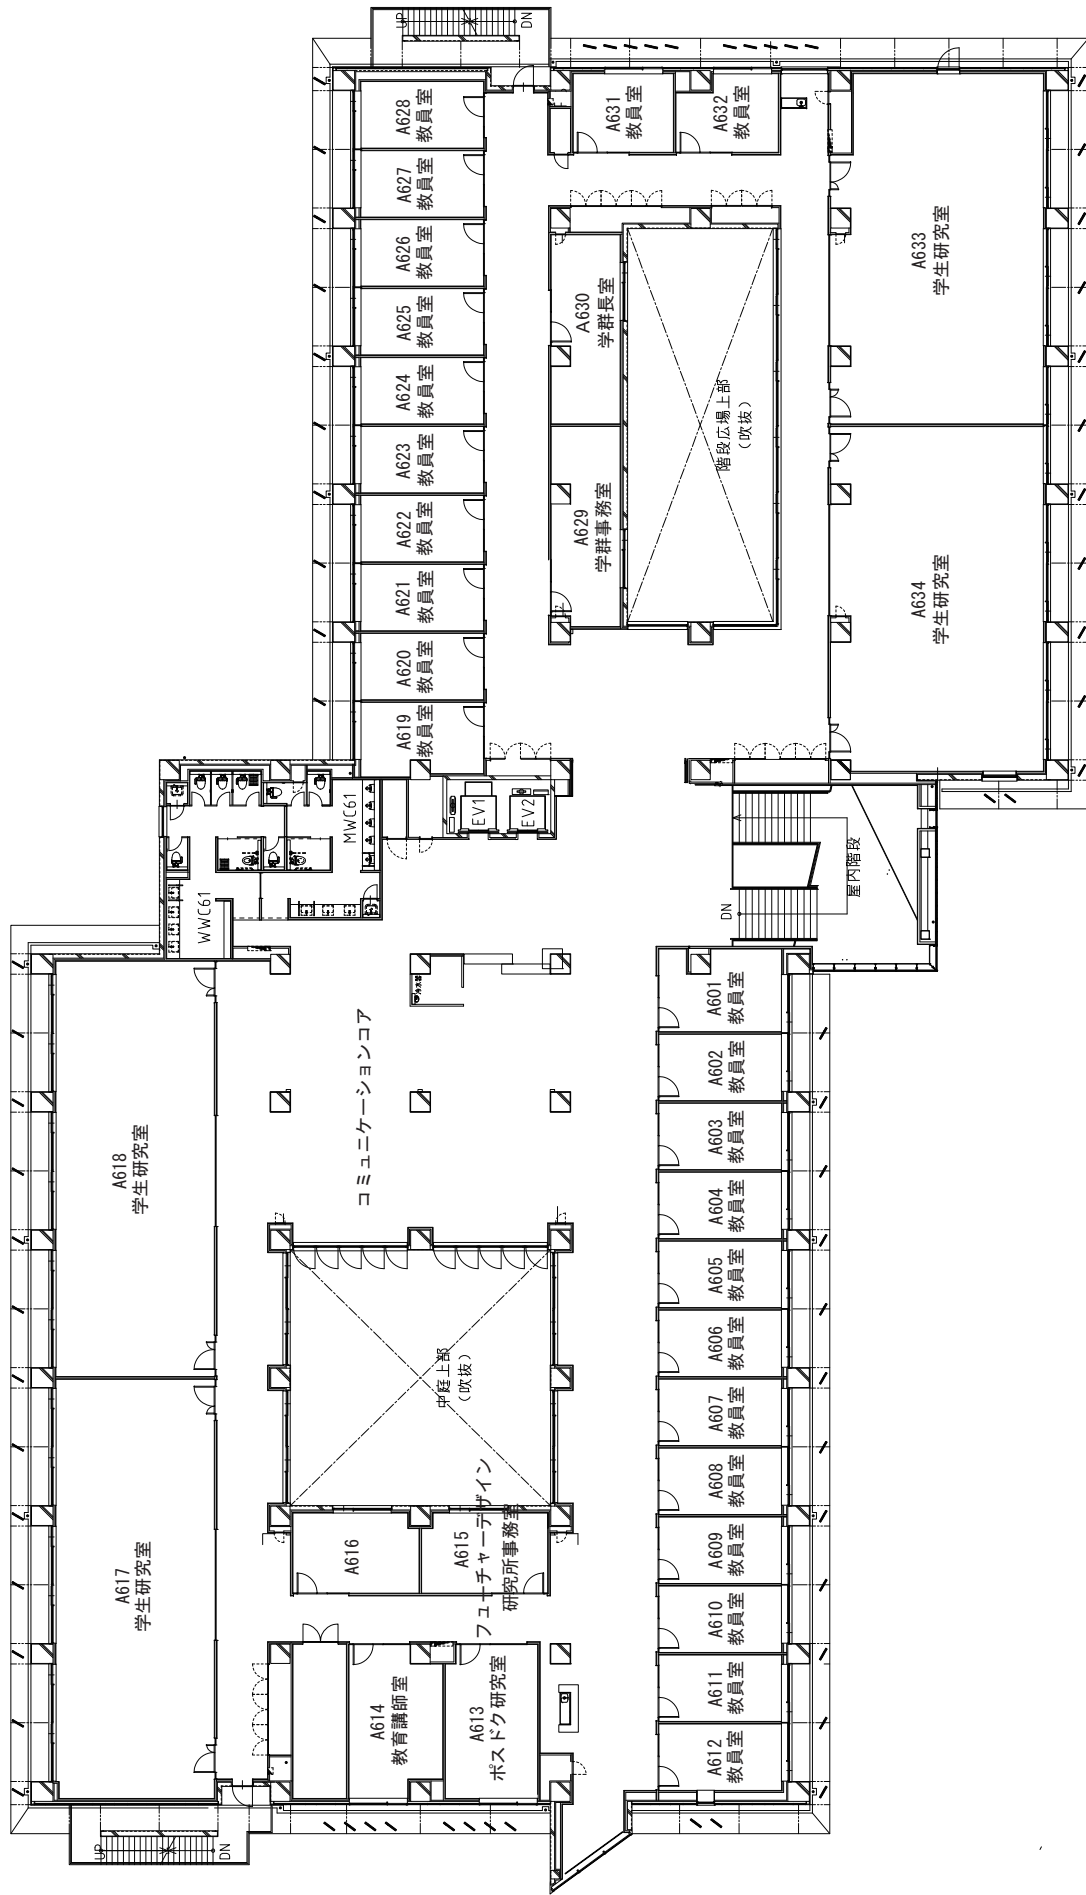 UP
DN
A628
教員室
A627
教員室
A626
教員室
A625
教員室
A624
教員室
A623
教員室
A622
教員室
A621
教員室
A620
教員室
A619
教員室
A631
教員室
A632
教員室
A630
学群長室
A629
学群事務室
階段広場上部
（吹抜）
A633
学生研究室
A634
学生研究室
EV1
EV2
MWC61
WWC61
DN
屋内階段
冷水器
コミュニケーションコア
A618
学生研究室
A617
学生研究室
中庭上部
（吹抜）
A616
A615
フューチャーデザイン
研究所事務室
A614
教育講師室
A613
ポスドク研究室
A601
教員室
A602
教員室
A603
教員室
A604
教員室
A605
教員室
A606
教員室
A607
教員室
A608
教員室
A609
教員室
A610
教員室
A611
教員室
A612
教員室
UP
DN